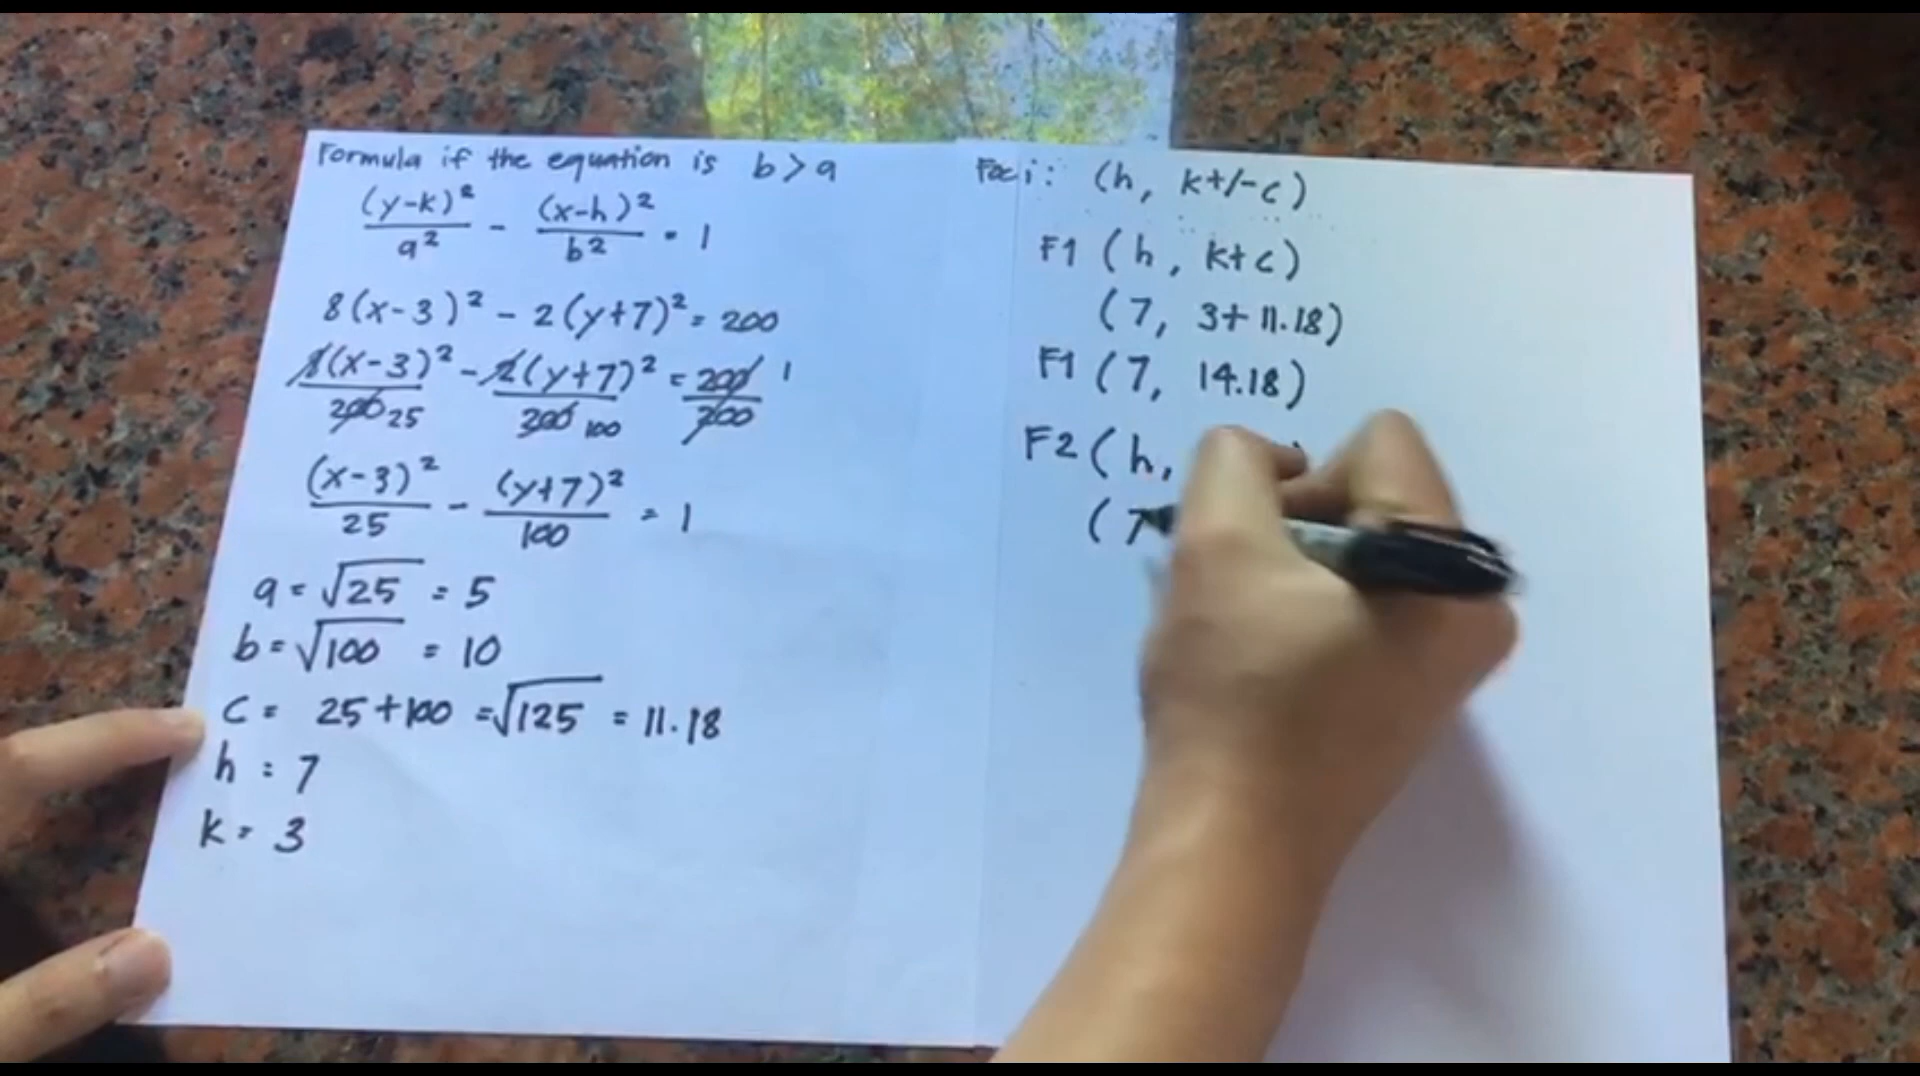 Formula if the equation is b > a
(y-k)²/a² - (x-h)²/b² = 1
8(x-3)² - 2(y+7)² = 200
8(x-3)²/200 25 - 2(y+7)²/200 100 = 200/200 1
(x-3)²/25 - (y+7)²/100 = 1
a = √25 = 5
b = √100 = 10
c = 25+100 = √125 = 11.18
h = 7
k = 3
Foci: (h, k+/-c)
F1 (h, k+c)
(7, 3+11.18)
F1 (7, 14.18)
F2 (h,
(7